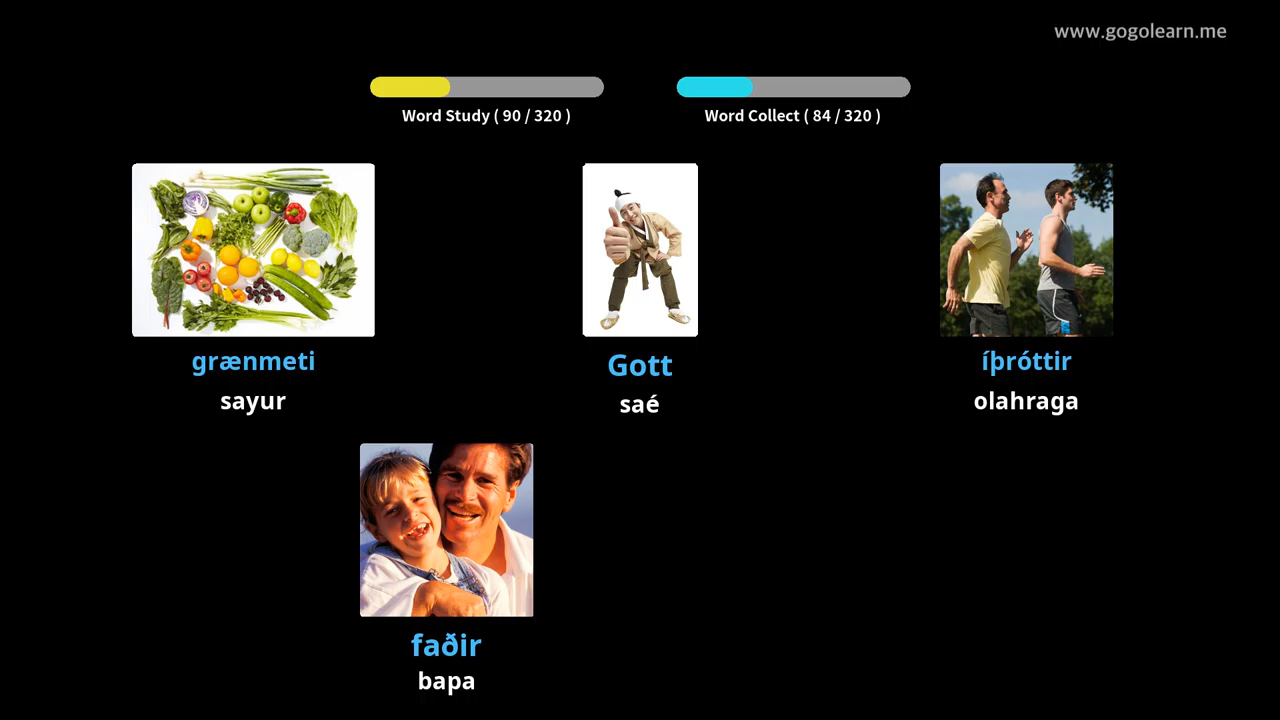 www.gogolearn.me
Word Study ( 90 / 320 )
Word Collect ( 84 / 320 )
grænmeti
sayur
Gott
saé
íþróttir
olahraga
faðir
bapa